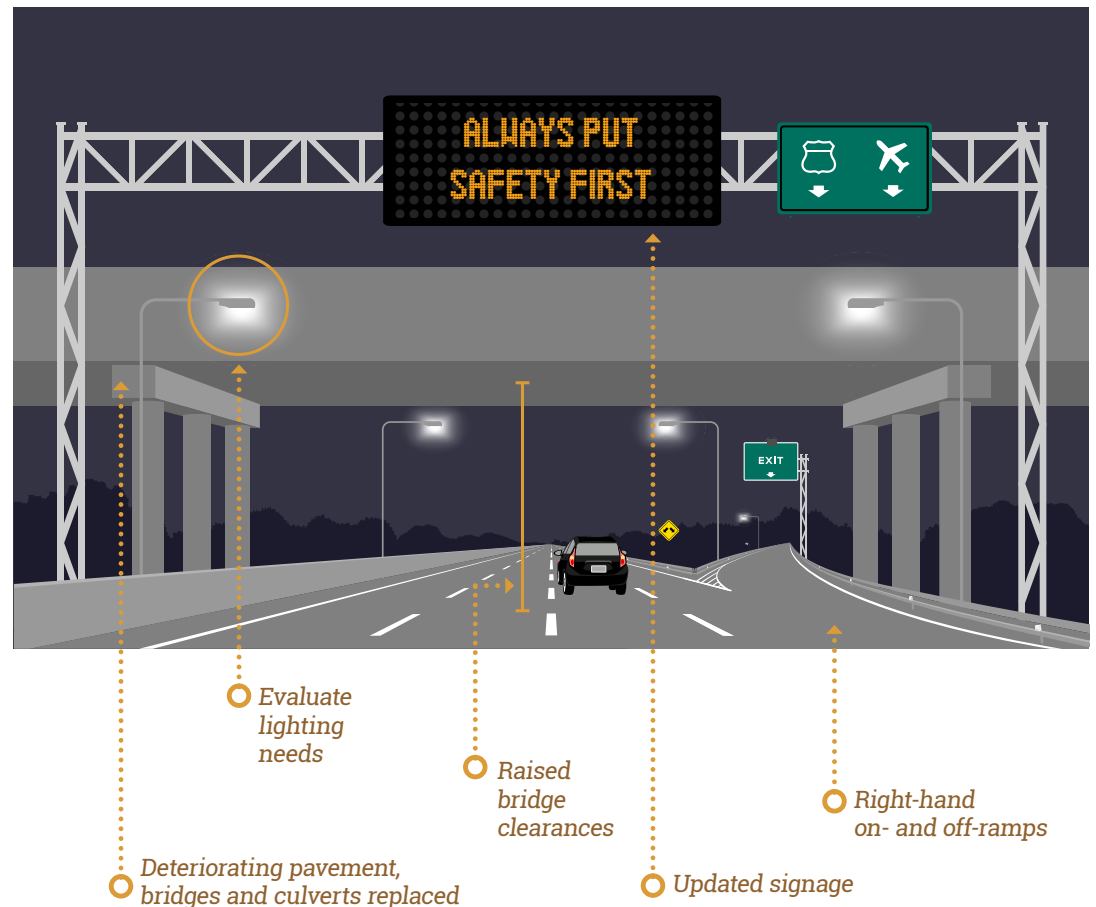 ALWAYS PUT
SAFETY FIRST
EXIT
Evaluate
lighting
needs
Raised
bridge
clearances
Right-hand
on- and off-ramps
Deteriorating pavement,
bridges and culverts replaced
Updated signage